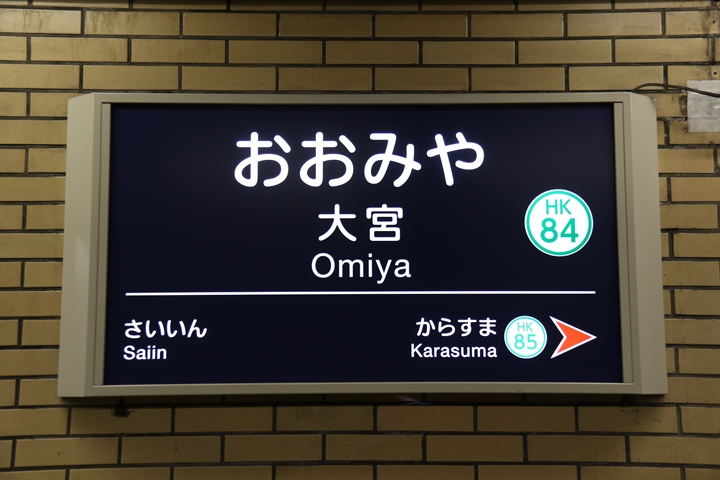 おおみや
大宮
Omiya
HK
84
さいいん
Saiin
からすま
Karasuma
HK
85